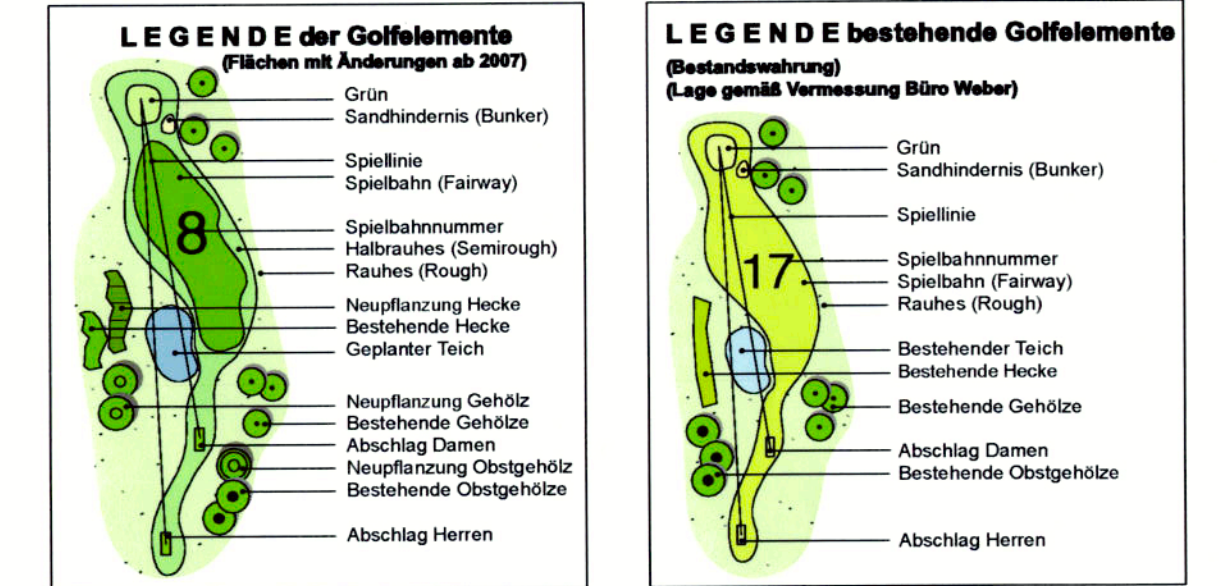 L E G E N D E der Golfelemente
(Flächen mit Änderungen ab 2007)
Grün
Sandhindernis (Bunker)
Spiellinie
Spielbahn (Fairway)
8
Spielbahnnummer
Halbrauhes (Semirough)
Rauhes (Rough)
Neupflanzung Hecke
Bestehende Hecke
Geplanter Teich
Neupflanzung Gehölz
Bestehende Gehölze
Abschlag Damen
Neupflanzung Obstgehölz
Bestehende Obstgehölze
Abschlag Herren
L E G E N D E bestehende Golfelemente
(Bestandswahrung)
(Lage gemäß Vermessung Büro Weber)
Grün
Sandhindernis (Bunker)
Spiellinie
17
Spielbahnnummer
Spielbahn (Fairway)
Rauhes (Rough)
Bestehender Teich
Bestehende Hecke
Bestehende Gehölze
Abschlag Damen
Bestehende Obstgehölze
Abschlag Herren